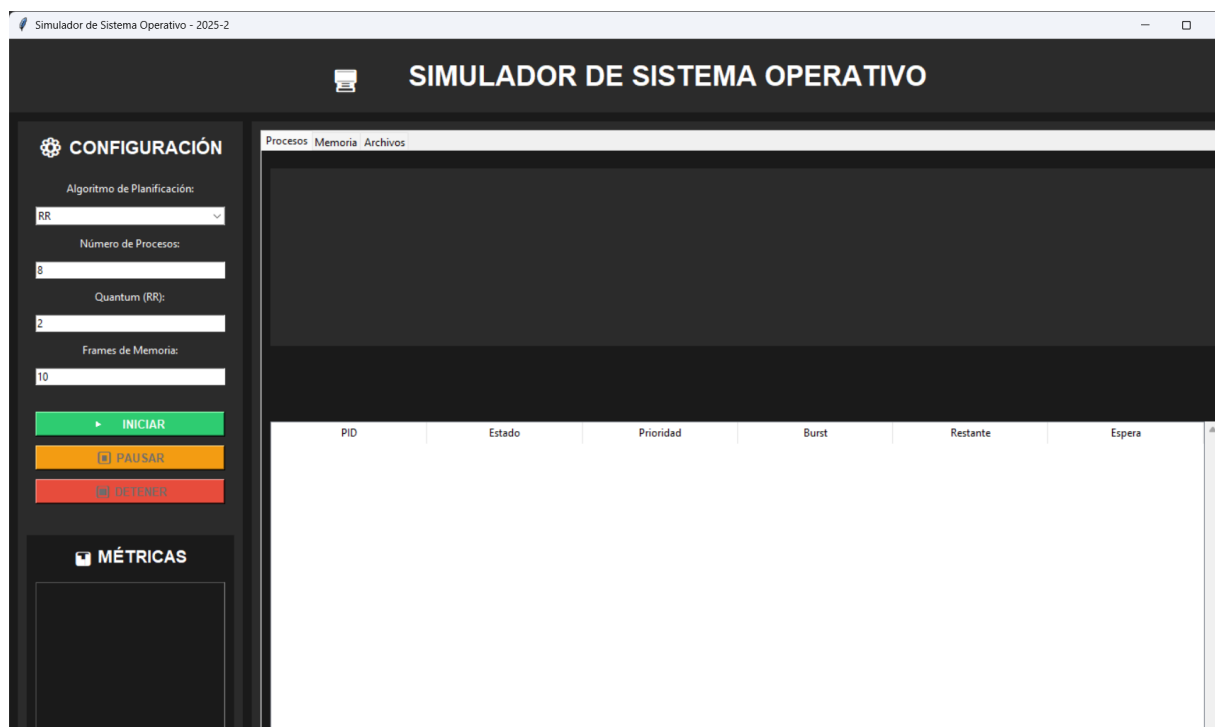 Simulador de Sistema Operativo - 2025-2
SIMULADOR DE SISTEMA OPERATIVO
CONFIGURACIÓN
Algoritmo de Planificación:
RR
Número de Procesos:
8
Quantum (RR):
2
Frames de Memoria:
10
INICIAR
PAUSAR
DETENER
MÉTRICAS
Procesos Memoria Archivos
PID Estado Prioridad Burst Restante Espera